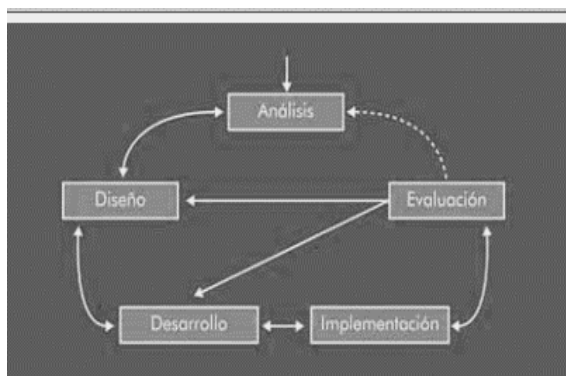 Análisis
Diseño
Evaluación
Desarrollo
Implementación